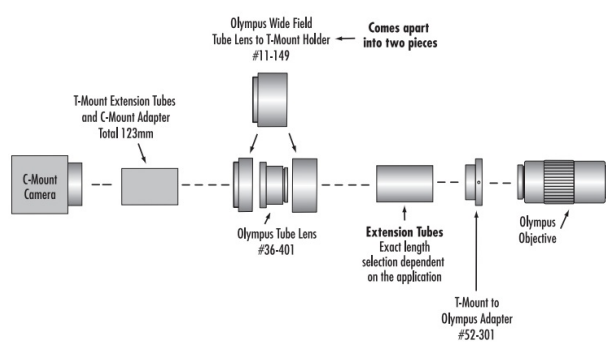 Olympus Wide Field
Tube Lens to T-Mount Holder
#11-149
Comes apart
into two pieces
T-Mount Extension Tubes
and C-Mount Adapter
Total 123mm
C-Mount
Camera
Olympus Tube Lens
#36-401
Extension Tubes
Exact length
selection dependent
on the application
Olympus
Objective
T-Mount to
Olympus Adapter
#52-301